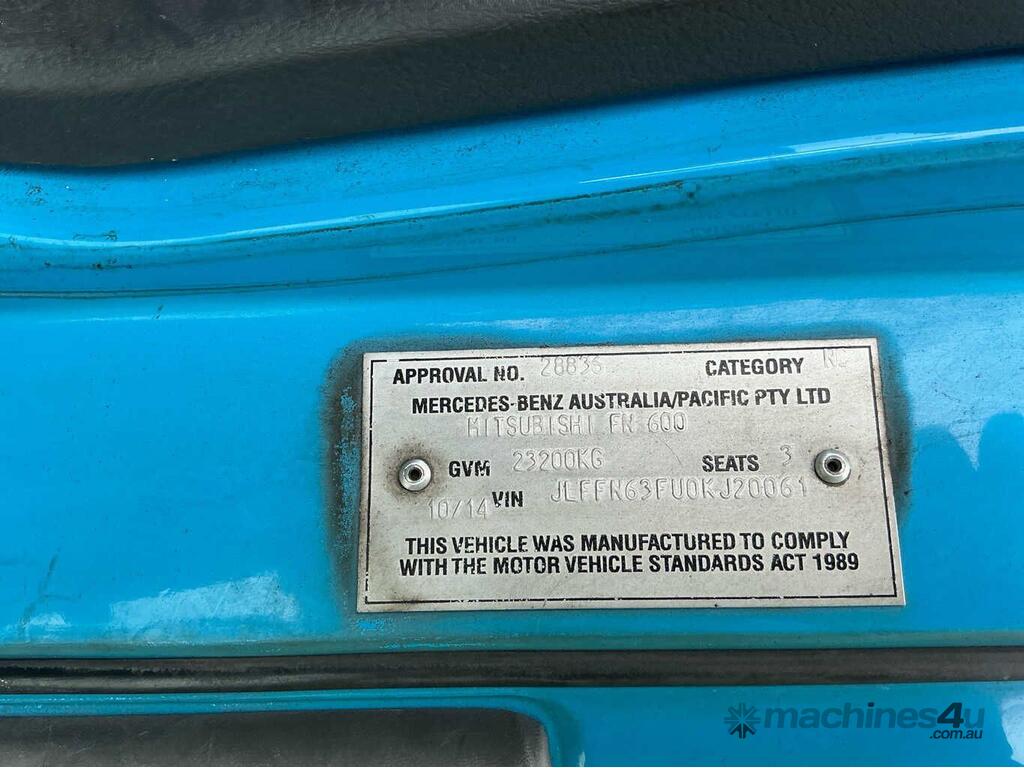 APPROVAL NO. 28835 CATEGORY
MERCEDES-BENZ AUSTRALIA/PACIFIC PTY LTD
MITSUBISHI FN 600
GVM 23200KG SEATS 3
10/14 VIN JLFFN63FU0KJ20061
THIS VEHICLE WAS MANUFACTURED TO COMPLY
WITH THE MOTOR VEHICLE STANDARDS ACT 1989
machines4u
.com.au